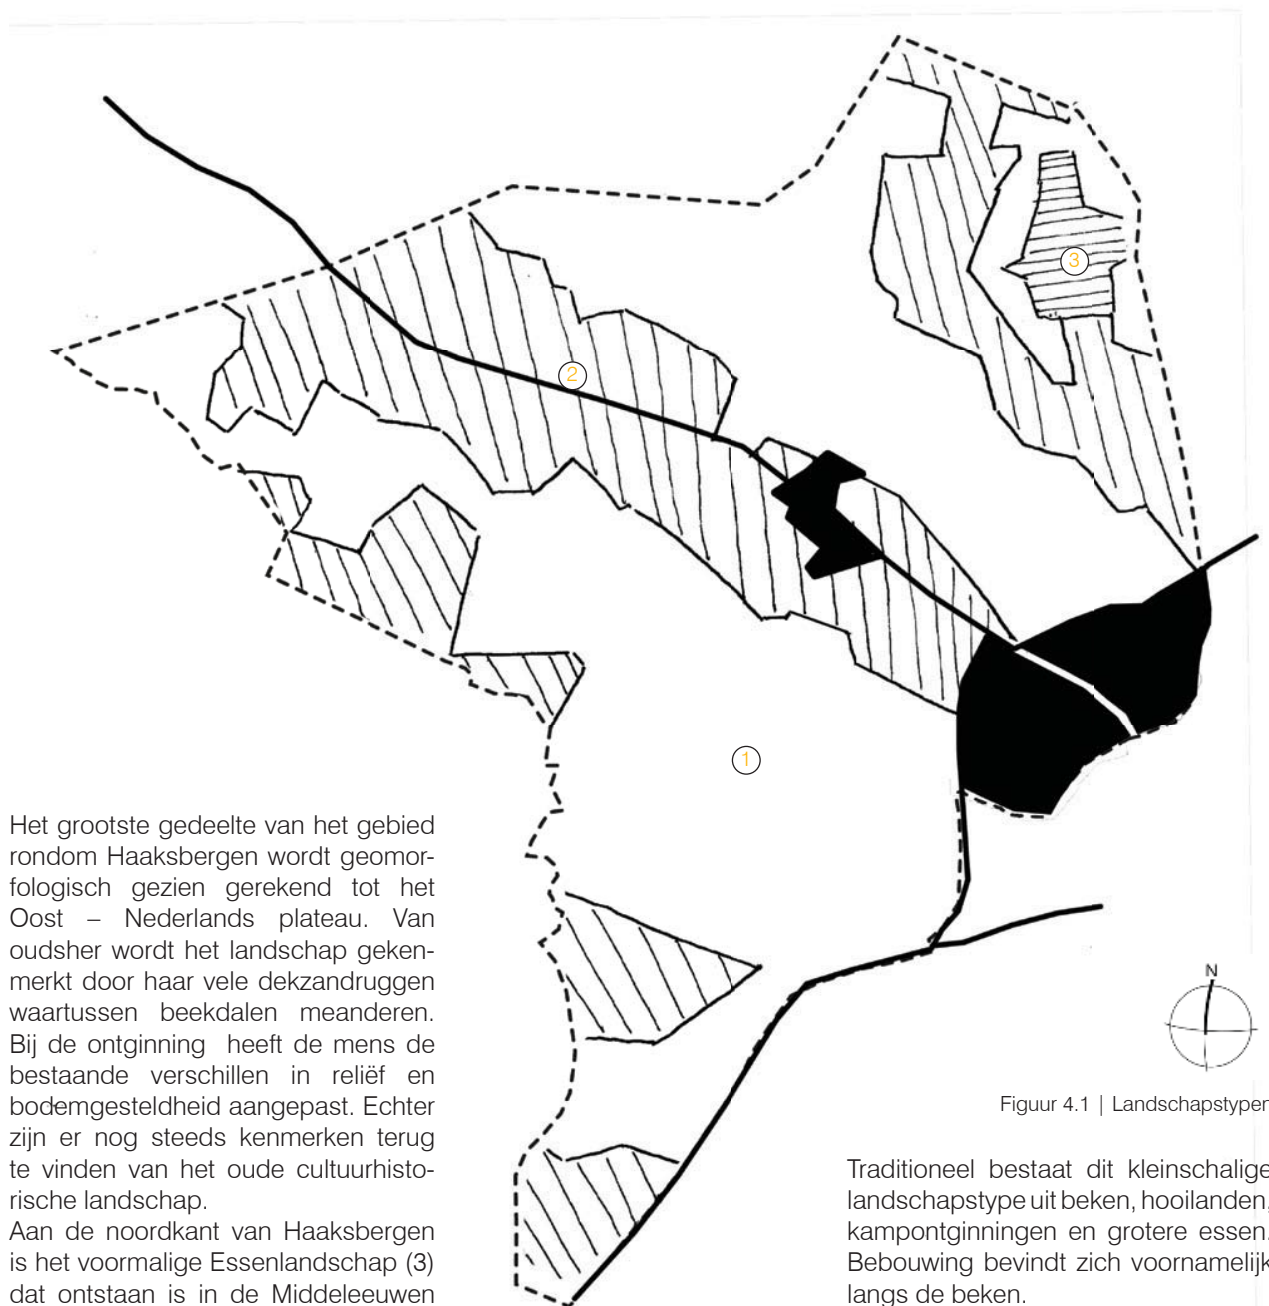 3
2
1
N
Figuur 4.1 | Landschapstypen
Het grootste gedeelte van het gebied
rondom Haaksbergen wordt geomor-
fologisch gezien gerekend tot het
Oost – Nederlands plateau. Van
oudsher wordt het landschap geken-
merkt door haar vele dekzandruggen
waartussen beekdalen meanderen.
Bij de ontginning heeft de mens de
bestaande verschillen in reliëf en
bodemgesteldheid aangepast. Echter
zijn er nog steeds kenmerken terug
te vinden van het oude cultuurhisto-
rische landschap.
Aan de noordkant van Haaksbergen
is het voormalige Essenlandschap (3)
dat ontstaan is in de Middeleeuwen
Traditioneel bestaat dit kleinschalige
landschapstype uit beken, hooilanden,
kampontginningen en grotere essen.
Bebouwing bevindt zich voornamelijk
langs de beken.